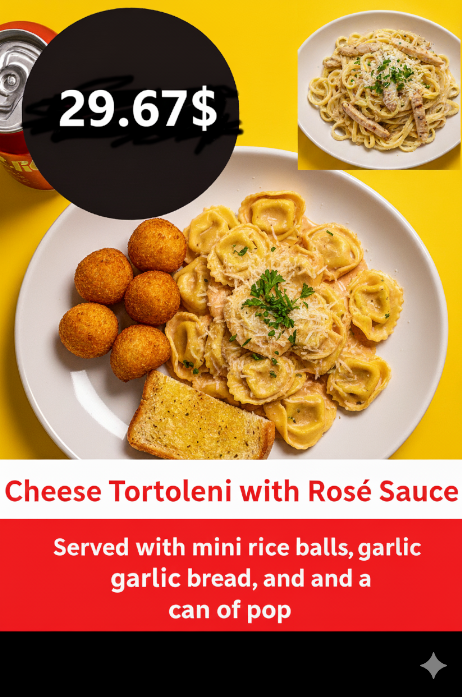 29.67$
Cheese Tortoleni with Rosé Sauce
Served with mini rice balls, garlic
garlic bread, and and a
can of pop